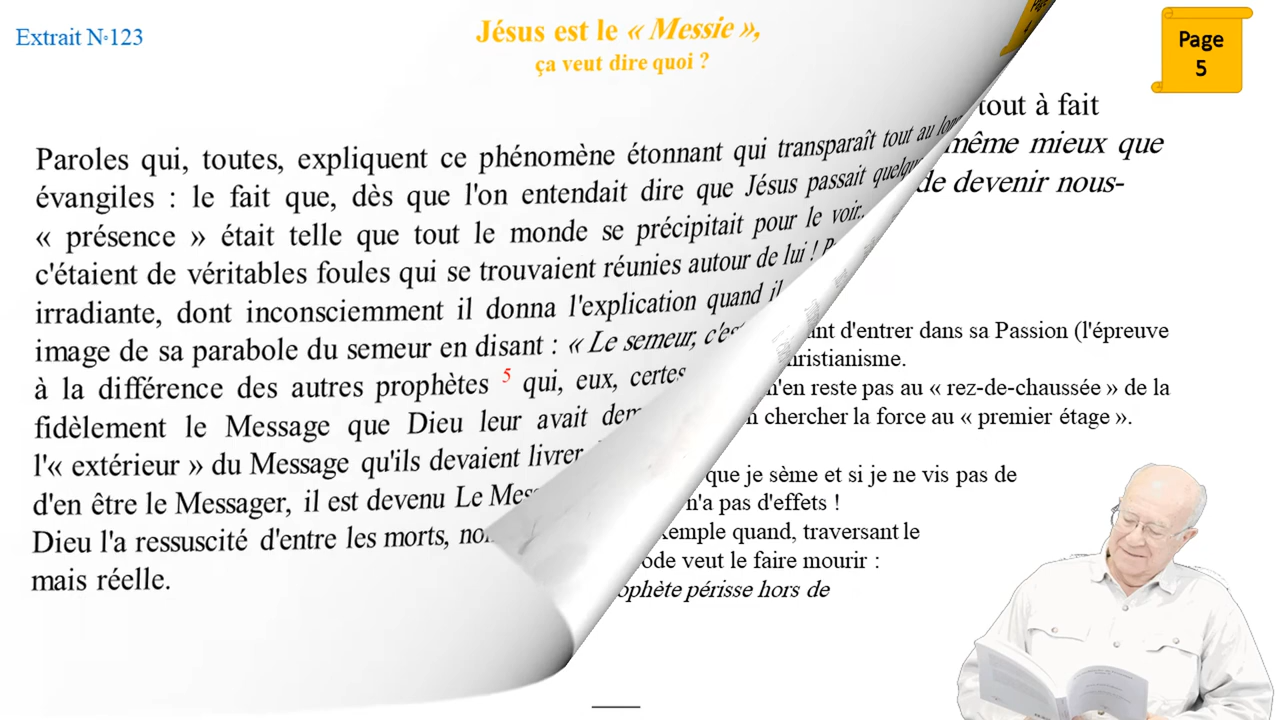 Extrait N°123
Jésus est le « Messie »,
ça veut dire quoi ?
Page
5
Page
Paroles qui, toutes, expliquent ce phénomène étonnant qui transparaît tout au long
évangiles : le fait que, dès que l'on entendait dire que Jésus passait quelque
« présence » était telle que tout le monde se précipitait pour le voir..
c'étaient de véritables foules qui se trouvaient réunies autour de lui !
irradiante, dont inconsciemment il donna l'explication quand il
image de sa parabole du semeur en disant : « Le semeur, c'est
à la différence des autres prophètes 5 qui, eux, certes
fidèlement le Message que Dieu leur avait
l'« extérieur » du Message qu'ils devaient livrer
d'en être le Messager, il est devenu Le
Dieu l'a ressuscité d'entre les morts,
mais réelle.
tout à fait
même mieux que
de devenir nous-
d'entrer dans sa Passion (l'épreuve
n'en reste pas au « rez-de-chaussée » de la
chercher la force au « premier étage ».
que je sème et si je ne vis pas de
n'a pas d'effets !
quand, traversant le
veut le faire mourir :
périsse hors de